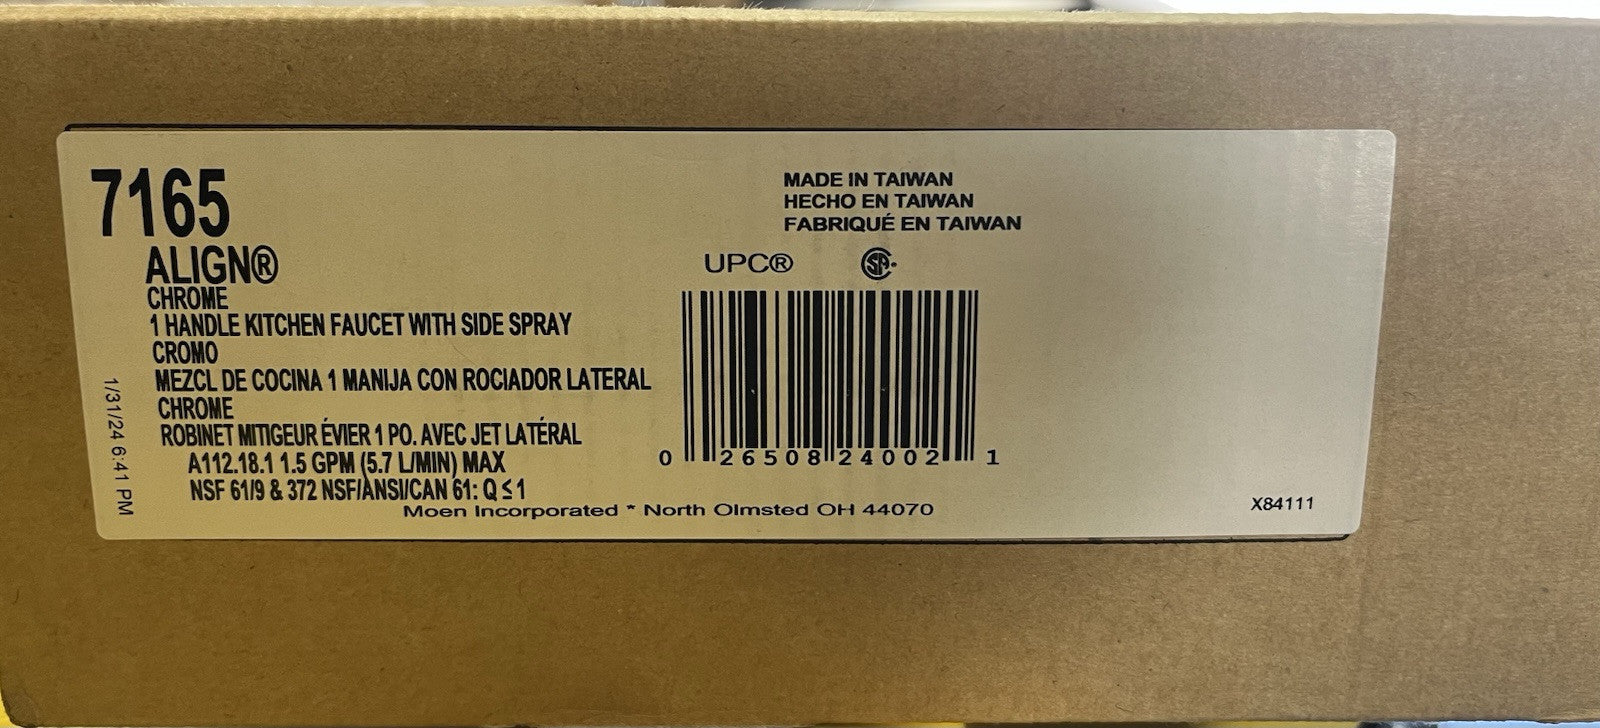 7165
ALIGN®
CHROME
1 HANDLE KITCHEN FAUCET WITH SIDE SPRAY
CROMO
MEZCL DE COCINA 1 MANIJA CON ROCIADOR LATERAL
CHROME
ROBINET MITIGEUR ÉVIER 1 PO. AVEC JET LATÉRAL
A112.18.1 1.5 GPM (5.7 L/MIN) MAX
NSF 61/9 & 372 NSF/ANSI/CAN 61: Q ≤ 1
1/31/24 6:41 PM
MADE IN TAIWAN
HECHO EN TAIWAN
FABRIQUÉ EN TAIWAN
UPC® SA
0 26508 24002 1
Moen Incorporated * North Olmsted OH 44070
X84111